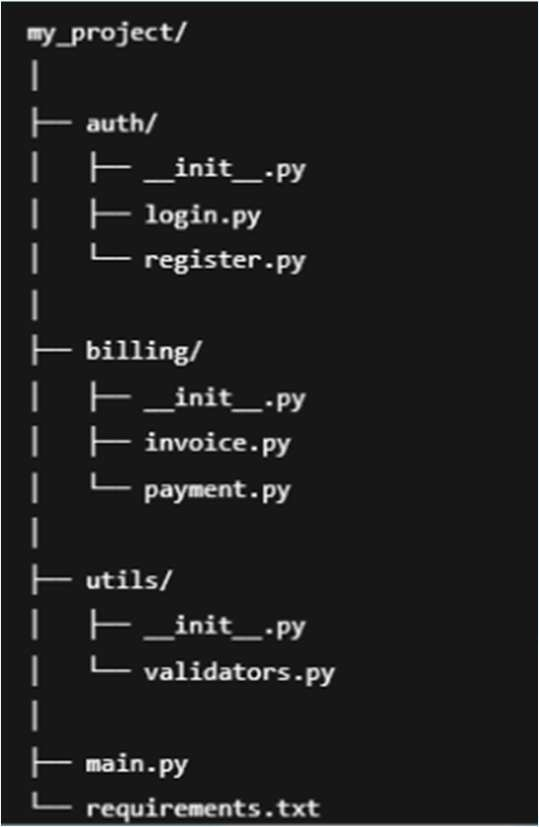 my_project/
│
├── auth/
│   ├── __init__.py
│   ├── login.py
│   └── register.py
│
├── billing/
│   ├── __init__.py
│   ├── invoice.py
│   └── payment.py
│
├── utils/
│   ├── __init__.py
│   └── validators.py
│
├── main.py
└── requirements.txt